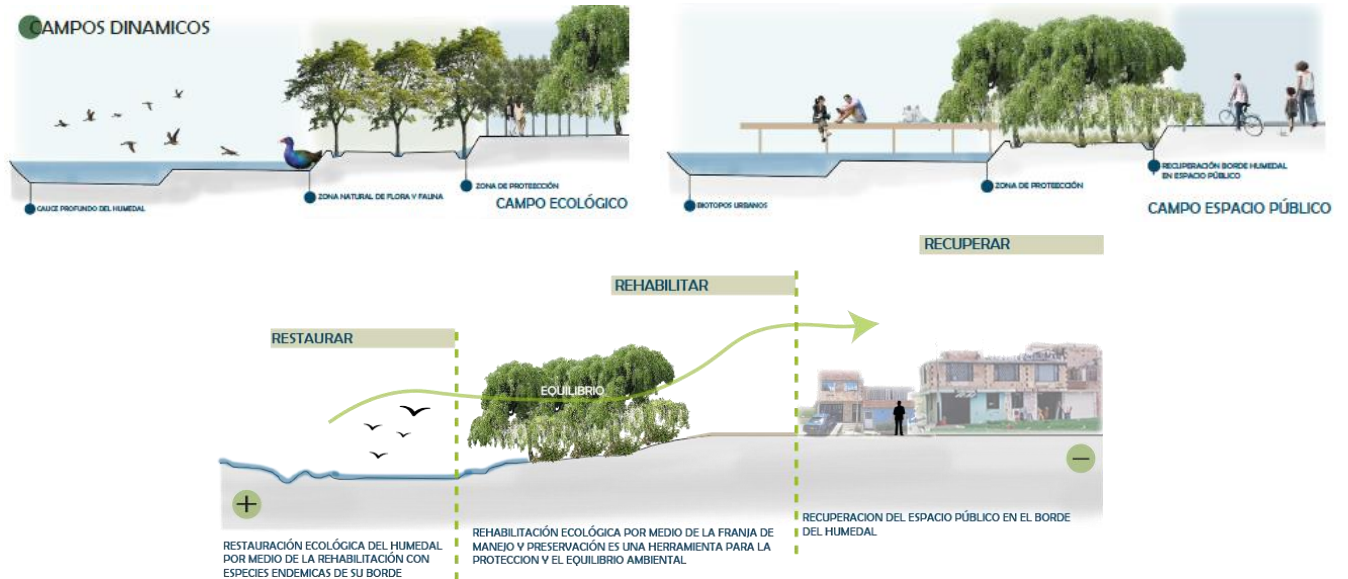 CAMPOS DINAMICOS
CAUCE PROFUNDO DEL HUMEDAL
ZONA NATURAL DE FLORA Y FAUNA
ZONA DE PROTEECCIÓN
CAMPO ECOLÓGICO
BIOTOPOS URBANOS
ZONA DE PROTEECCIÓN
RECUPERACIÓN BORDE HUMEDAL
EN ESPACIO PÚBLICO
CAMPO ESPACIO PÚBLICO
RECUPERAR
REHABILITAR
RESTAURAR
EQUILIBRIO
+
−
RESTAURACIÓN ECOLÓGICA DEL HUMEDAL
POR MEDIO DE LA REHABILITACIÓN CON
ESPECIES ENDEMICAS DE SU BORDE
REHABILITACIÓN ECOLÓGICA POR MEDIO DE LA FRANJA DE
MANEJO Y PRESERVACIÓN ES UNA HERRAMIENTA PARA LA
PROTECCION Y EL EQUILIBRIO AMBIENTAL
RECUPERACION DEL ESPACIO PÚBLICO EN EL BORDE
DEL HUMEDAL